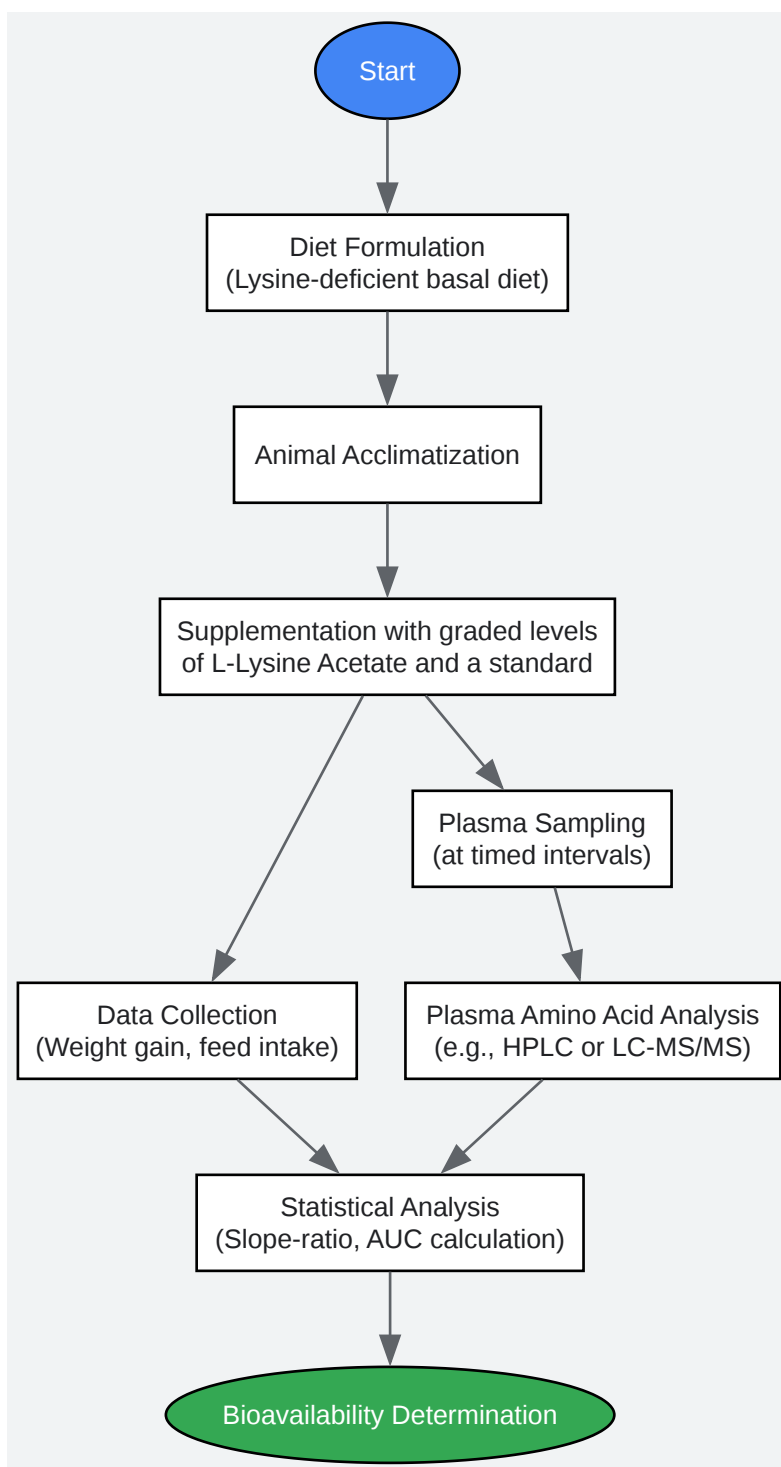 Start
Diet Formulation
(Lysine-deficient basal diet)
Animal Acclimatization
Supplementation with graded levels
of L-Lysine Acetate and a standard
Plasma Sampling
(at timed intervals)
Data Collection
(Weight gain, feed intake)
Plasma Amino Acid Analysis
(e.g., HPLC or LC-MS/MS)
Statistical Analysis
(Slope-ratio, AUC calculation)
Bioavailability Determination